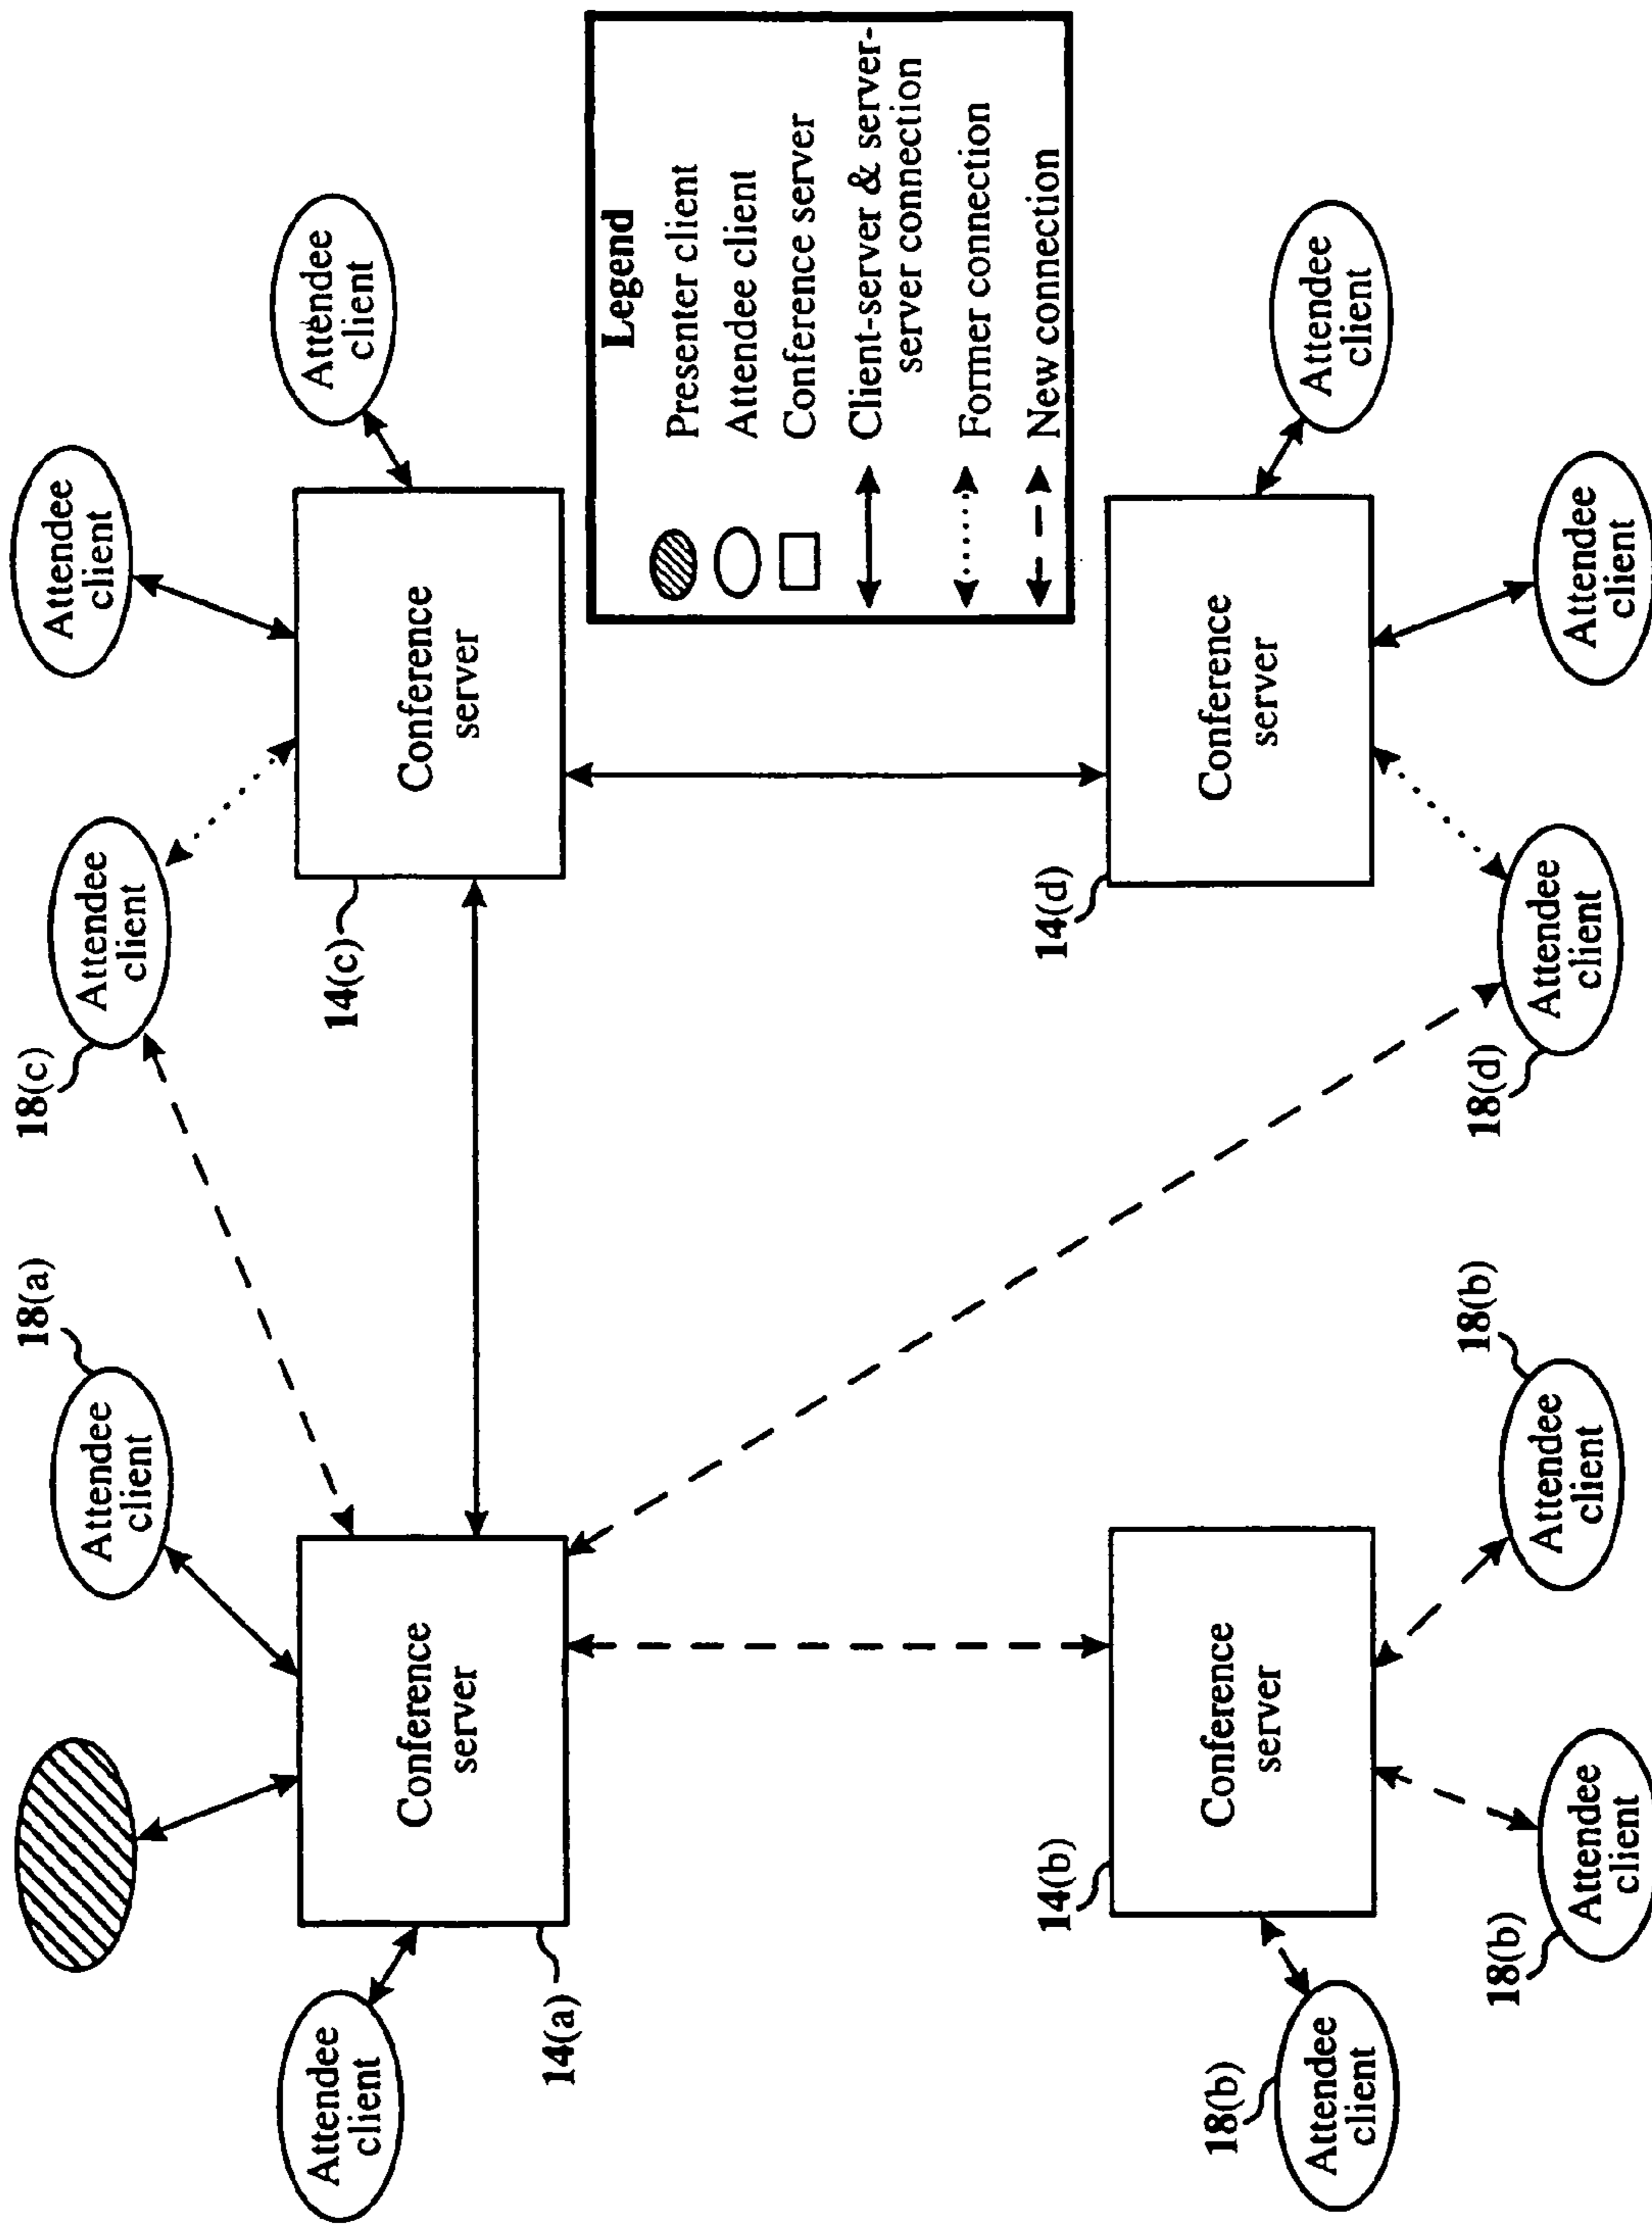 18(a)
18(c)
Attendee
client
Attendee
client
Attendee
client
Attendee
client
Attendee
client
Conference
server
Conference
server
14(a)
14(c)
Legend
Presenter client
Attendee client
Conference server
Client-server & server-
server connection
Former connection
New connection
14(b)
14(d)
Conference
server
Conference
server
18(b)
Attendee
client
Attendee
client
18(b)
18(b)
18(d)
Attendee
client
Attendee
client
Attendee
client
Attendee
client